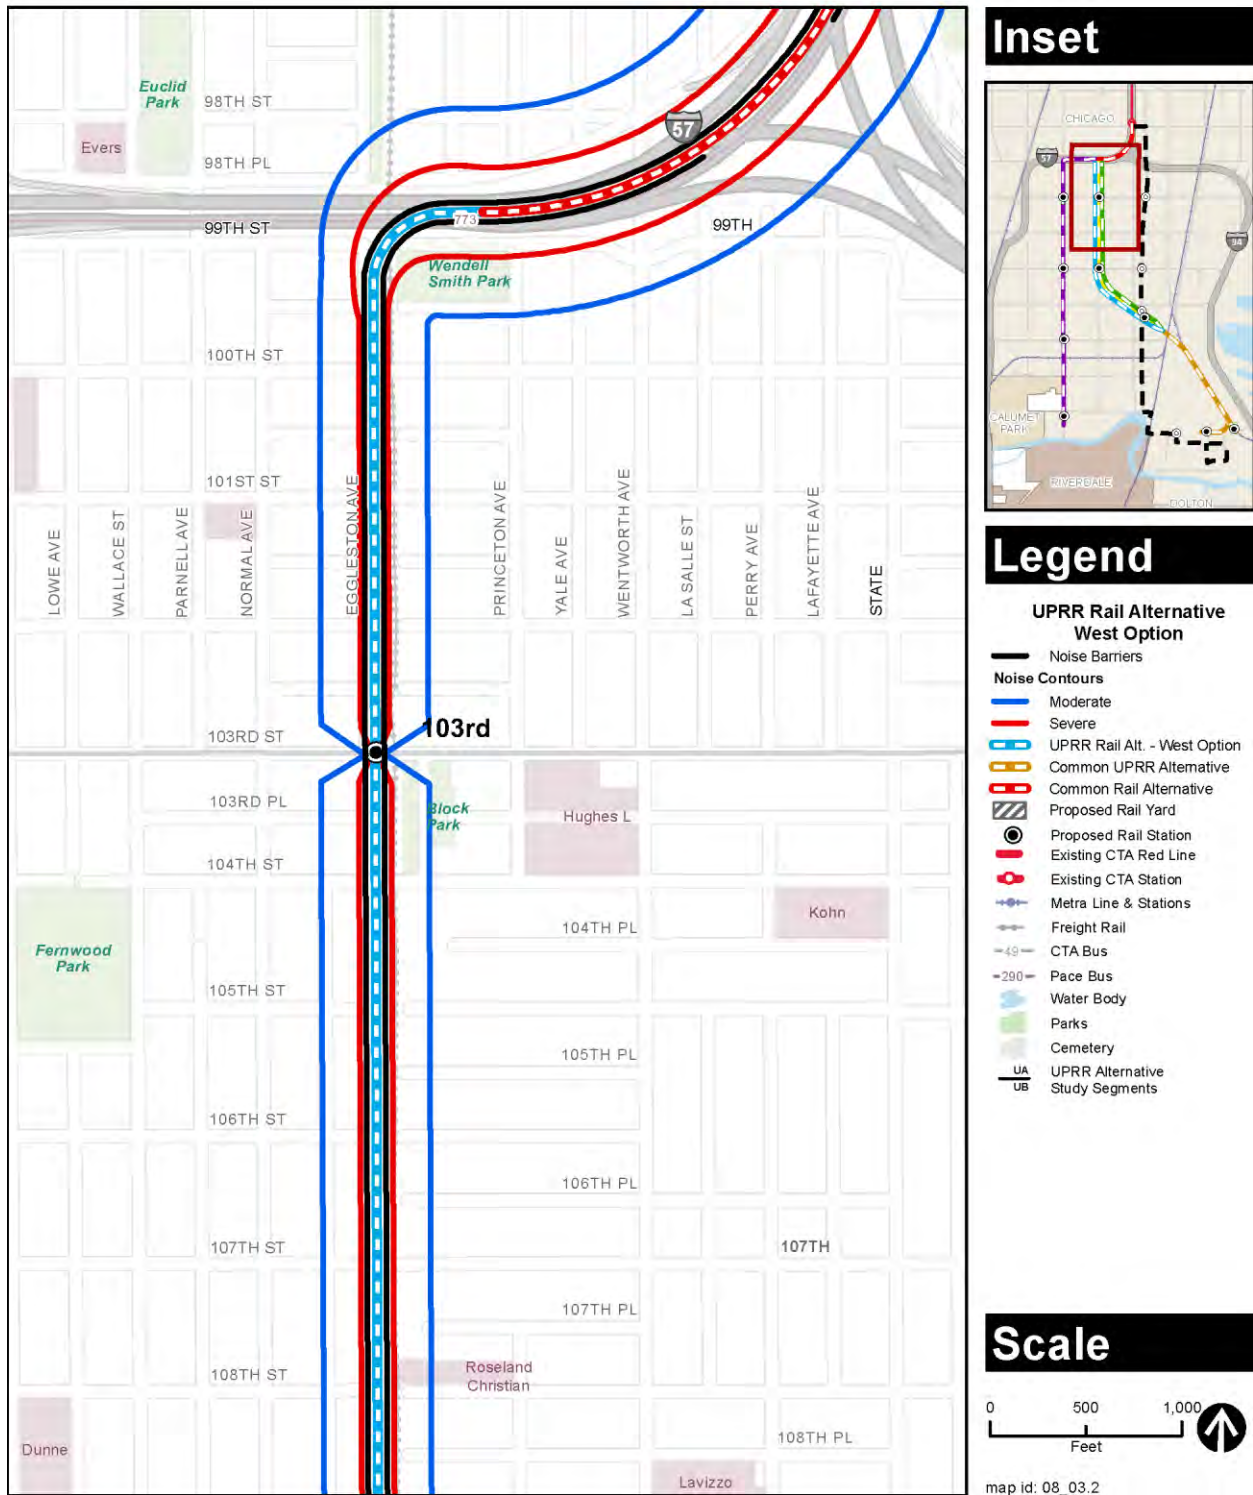 Euclid
Park
98TH ST
Evers
98TH PL
57
99TH ST
773
99TH
Wendell
Smith Park
100TH ST
101ST ST
LOWE AVE
WALLACE ST
PARNELL AVE
NORMAL AVE
EGGLESTON AVE
PRINCETON AVE
YALE AVE
WENTWORTH AVE
LA SALLE ST
PERRY AVE
LAFAYETTE AVE
STATE
103RD ST
103rd
103RD PL
Block
Park
Hughes L
104TH ST
Kohn
104TH PL
Fernwood
Park
105TH ST
105TH PL
106TH ST
106TH PL
107TH ST
107TH
107TH PL
108TH ST
Roseland
Christian
108TH PL
Dunne
Lavizzo
Inset
CHICAGO
57
94
CALUMET
PARK
RIVERDALE
DOLTON
Legend
UPRR Rail Alternative
West Option
Noise Barriers
Noise Contours
Moderate
Severe
UPRR Rail Alt. - West Option
Common UPRR Alternative
Common Rail Alternative
Proposed Rail Yard
Proposed Rail Station
Existing CTA Red Line
Existing CTA Station
Metra Line & Stations
Freight Rail
49 CTA Bus
290 Pace Bus
Water Body
Parks
Cemetery
UA UPRR Alternative
UB Study Segments
Scale
0 500 1,000
Feet
map id: 08_03.2